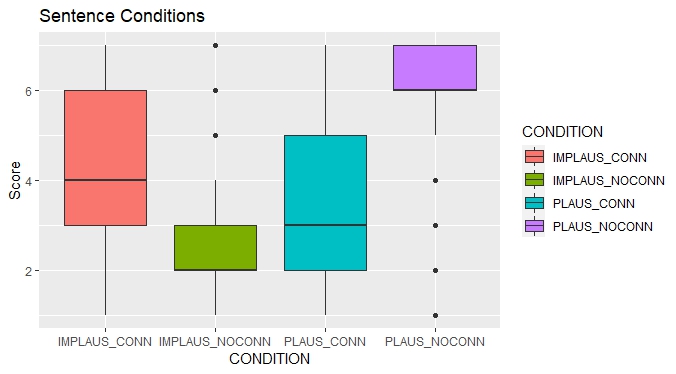 Sentence Conditions
Score
6
4
2
IMPLAUS_CONN
IMPLAUS_NOCONN
PLAUS_CONN
PLAUS_NOCONN
CONDITION
CONDITION
IMPLAUS_CONN
IMPLAUS_NOCONN
PLAUS_CONN
PLAUS_NOCONN